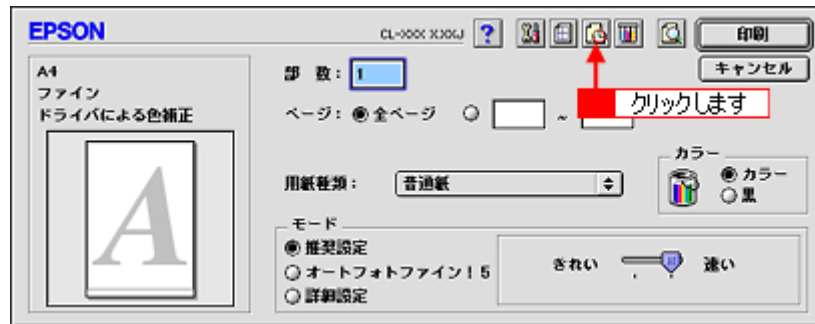 EPSON
CL-XXX XXXJ
?
印刷
キャンセル
A4
ファイン
ドライバによる色補正
A
部 数：1
クリックします
ページ：全ページ ~
用紙種類： 普通紙
カラー
カラー
黒
モード
推奨設定
オートフォトファイン！5
詳細設定
きれい 速い